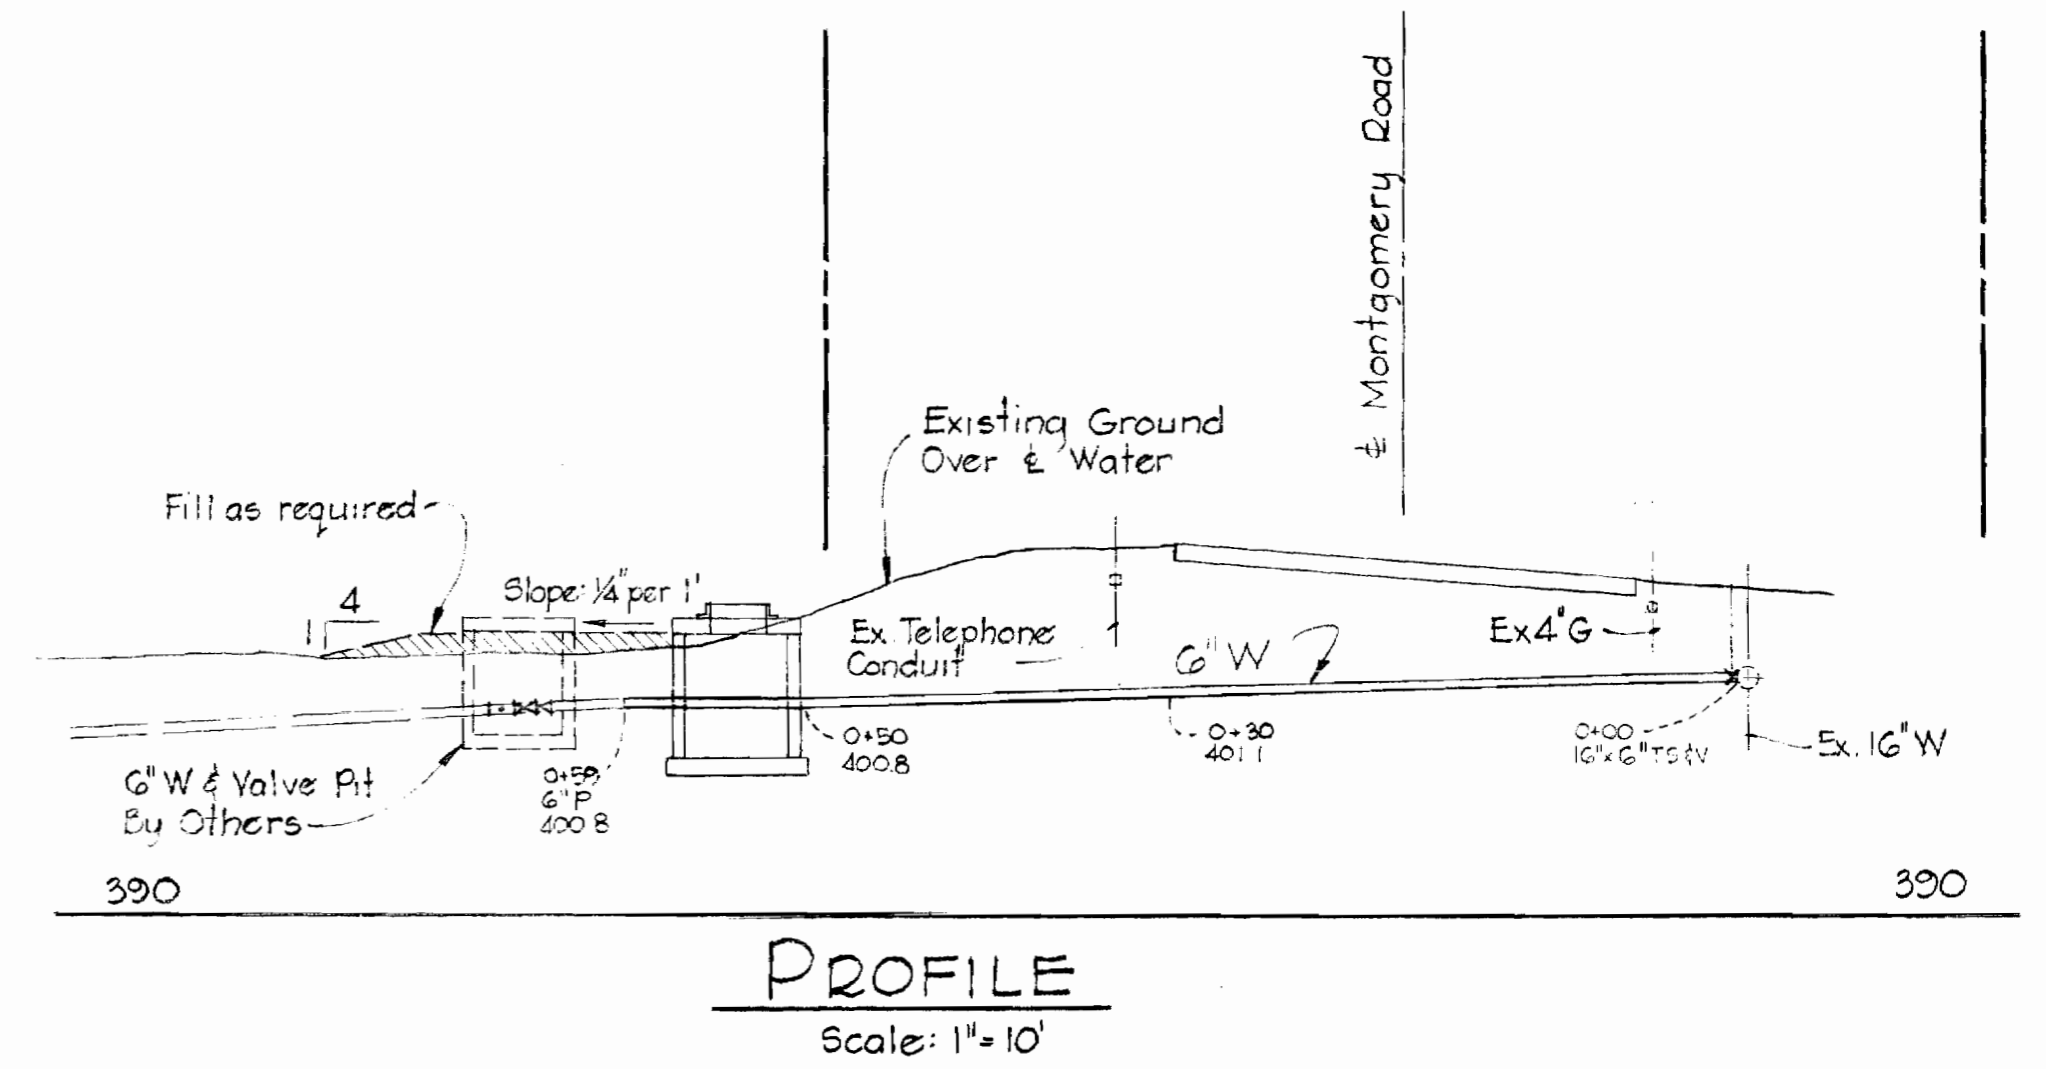 ℄ Montgomery Road
Existing Ground
Over ℄ Water
Fill as required
Slope: 1/4" per 1'
4
1
Ex. Telephone
Conduit
6" W
Ex 4" G
0+50
400.8
0+30
401.1
0+00
16"x6" TS&V
Ex. 16" W
6" W & Valve Pit
By Others
6" P
400.8
390
390
PROFILE
Scale: 1"=10'